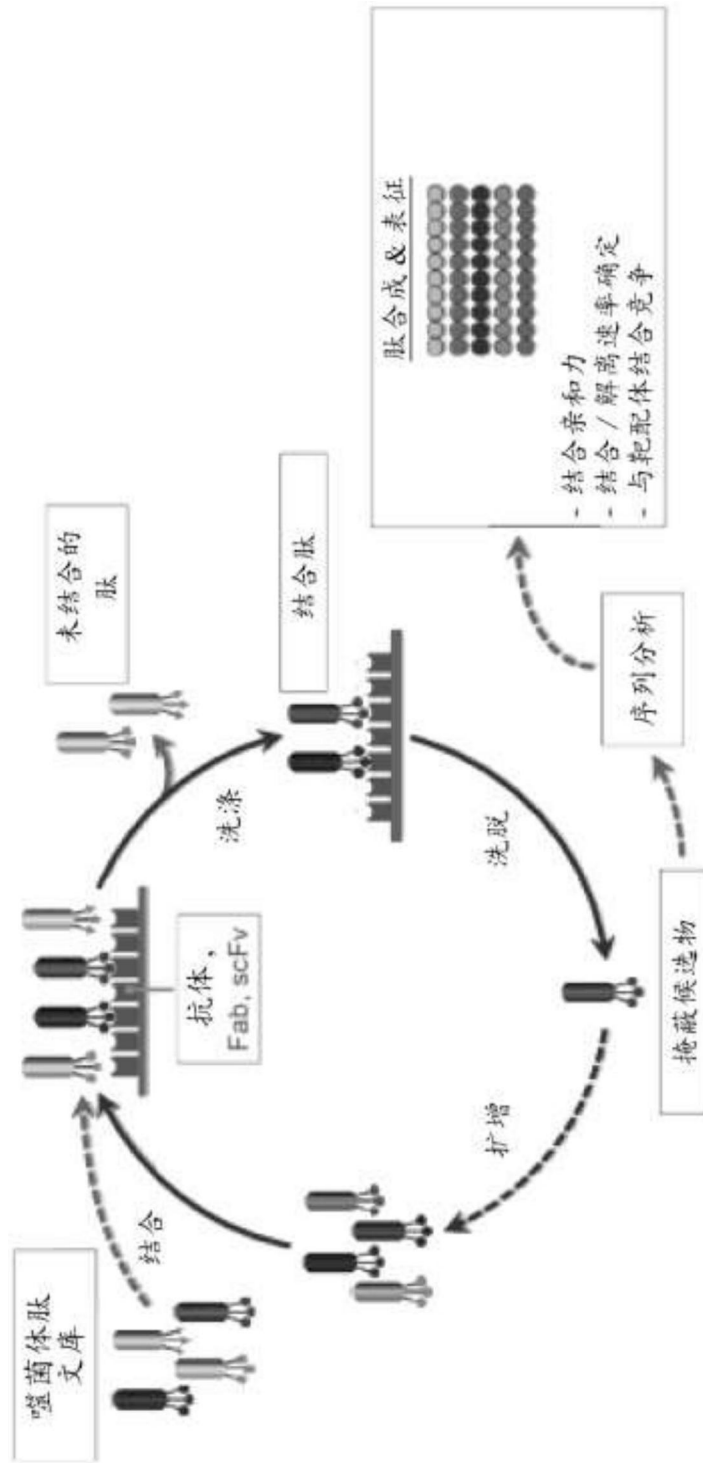 噬菌体肽
文库
结合
抗体，
Fab, scFv
洗涤
未结合的
肽
结合肽
洗脱
掩蔽候选物
扩增
序列分析
肽合成 & 表征
- 结合亲和力
- 结合 / 解离速率确定
- 与靶配体结合竞争